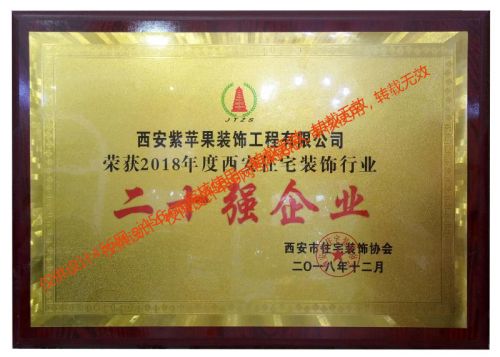 JTZS
西安紫苹果装饰工程有限公司
荣获2018年度西安住宅装饰行业
二十强企业
西安市住宅装饰协会
二〇一八年十二月
转载无效